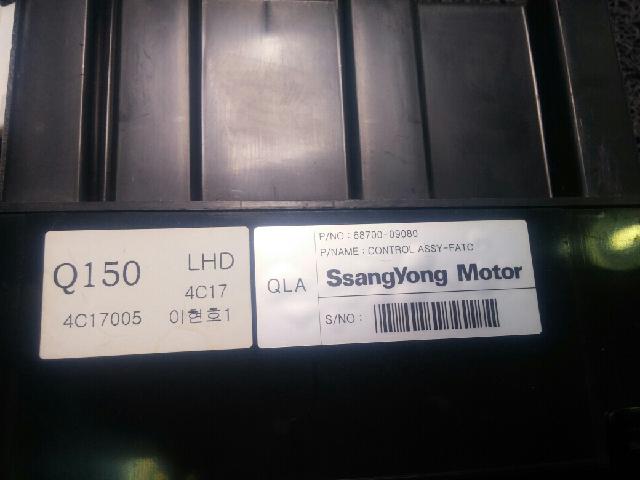 Q150
LHD
4C17
4C17005
이현호1
QLA
P/NO : 68700-09080
P/NAME : CONTROL ASSY-FATC
SsangYong Motor
S/NO :